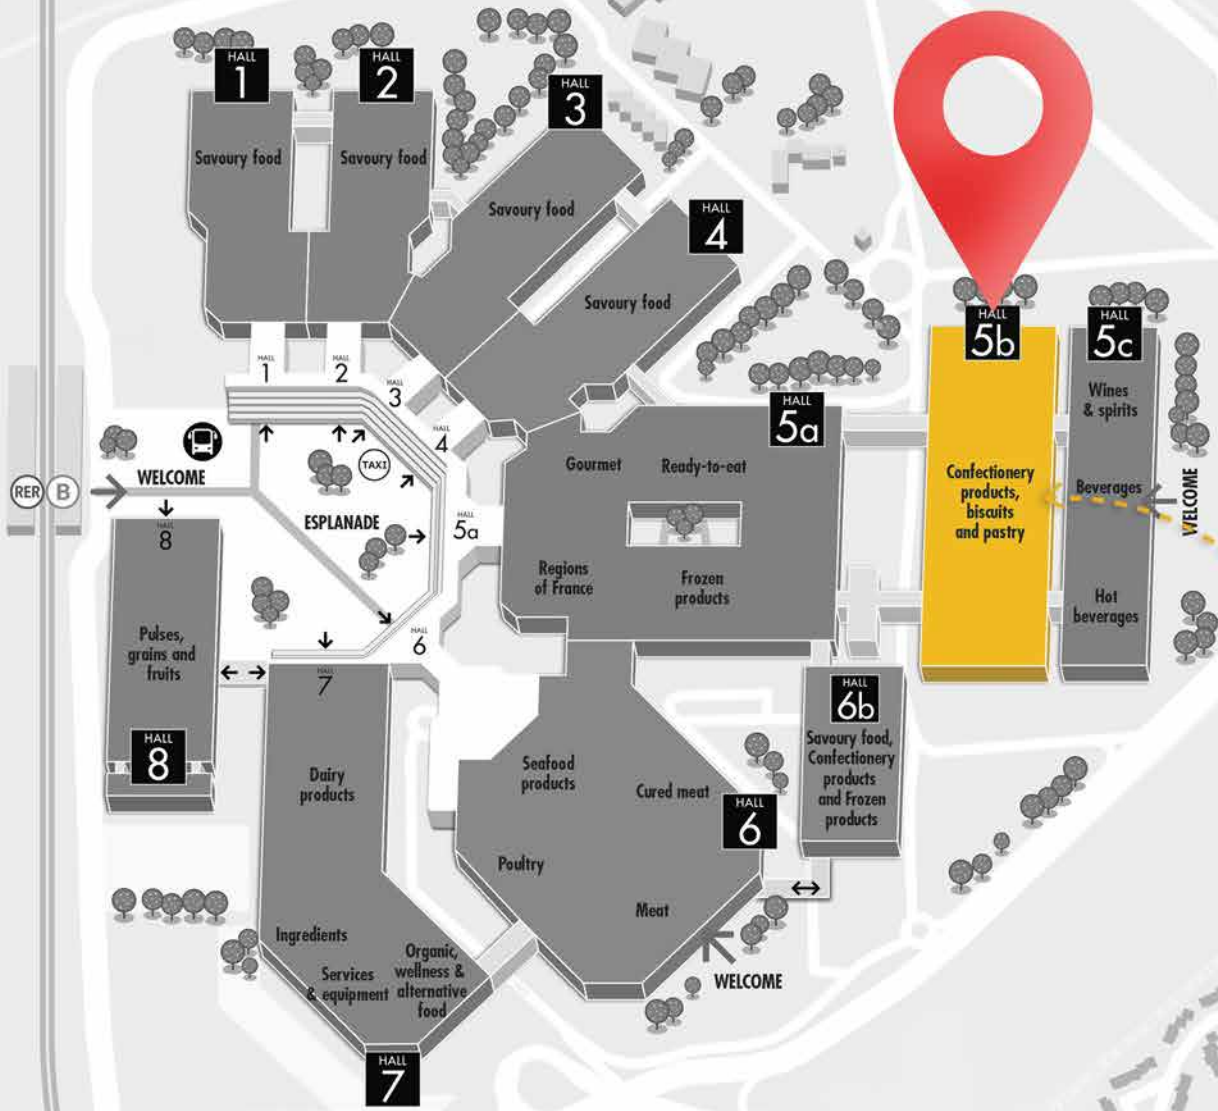 HALL
1
HALL
2
HALL
3
HALL
4
Savoury food
Savoury food
Savoury food
Savoury food
HALL
5b
HALL
5c
Wines
& spirits
Beverages
Hot
beverages
WELCOME
Confectionery
products,
biscuits
and pastry
HALL
5a
Gourmet
Ready-to-eat
Regions
of France
Frozen
products
HALL
1
HALL
2
HALL
3
HALL
4
HALL
5a
HALL
6
HALL
7
HALL
8
TAXI
RER B
WELCOME
ESPLANADE
Pulses,
grains and
fruits
HALL
8
Dairy
products
Ingredients
Services
& equipment
Organic,
wellness &
alternative
food
HALL
7
Seafood
products
Cured meat
Poultry
Meat
HALL
6
WELCOME
HALL
6b
Savoury food,
Confectionery
products
and Frozen
products